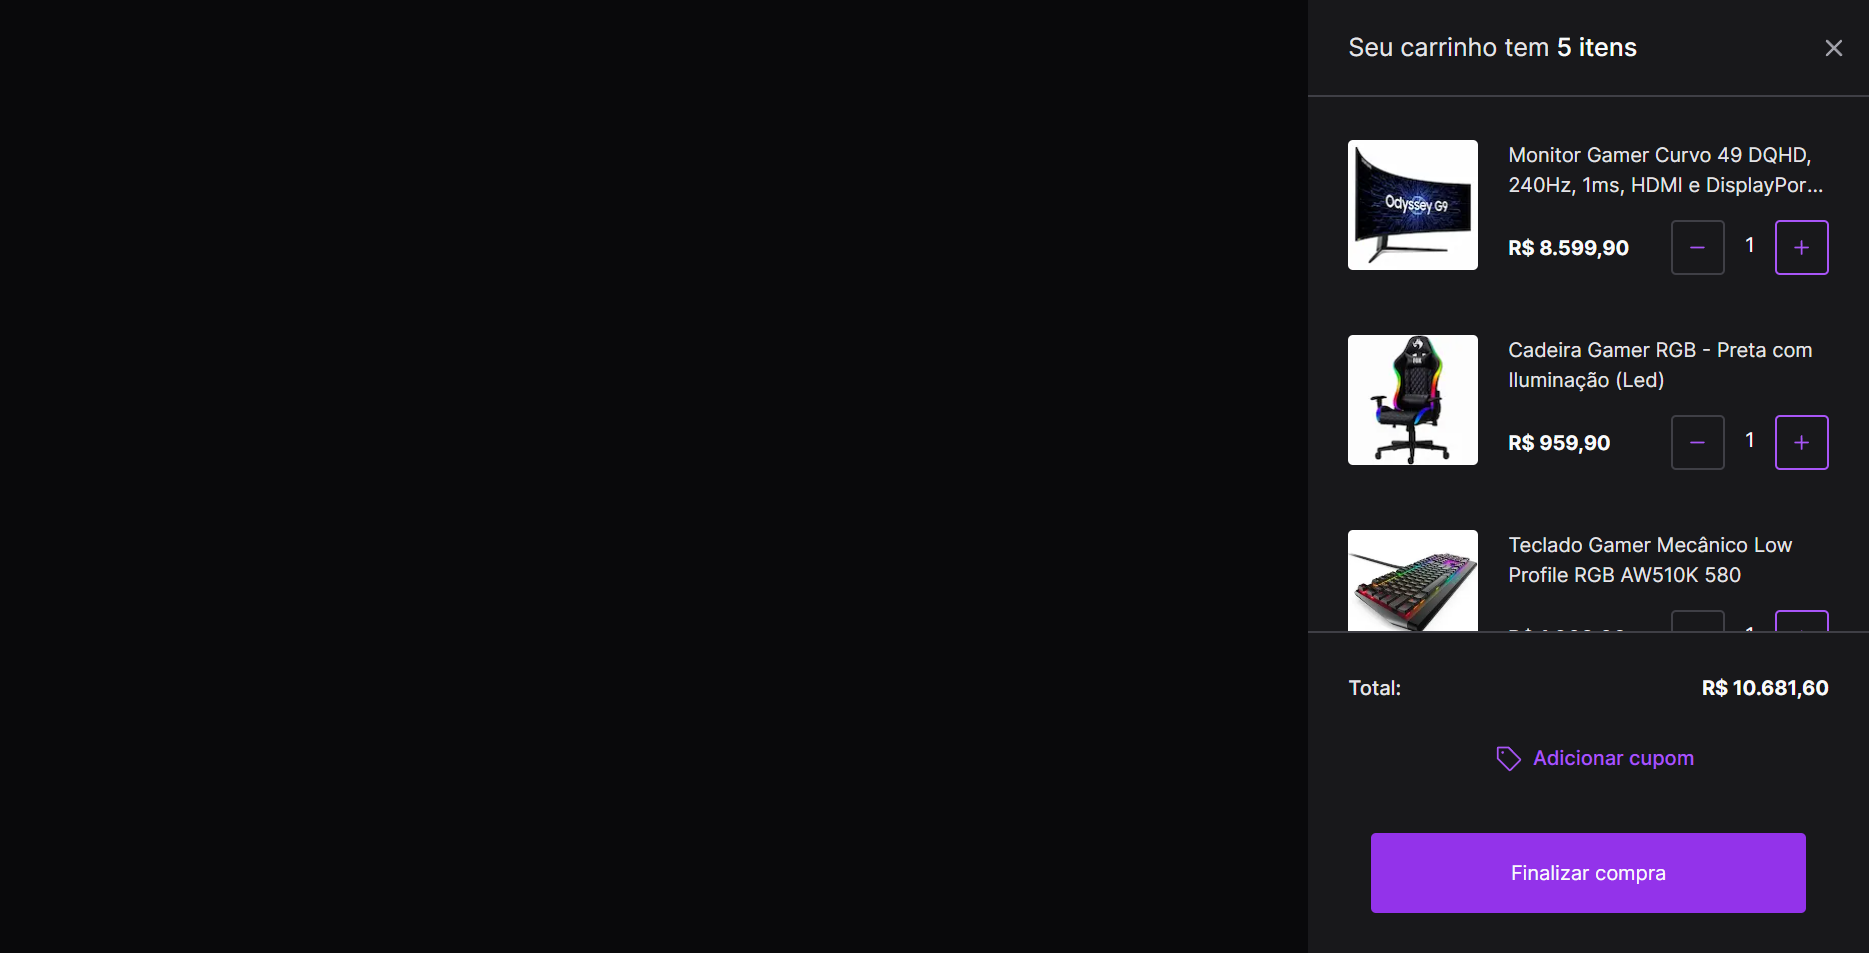 Seu carrinho tem 5 itens
Odyssey G9
Monitor Gamer Curvo 49 DQHD,
240Hz, 1ms, HDMI e DisplayPor...
R$ 8.599,90
− 1 +
Cadeira Gamer RGB - Preta com
Iluminação (Led)
R$ 959,90
− 1 +
Teclado Gamer Mecânico Low
Profile RGB AW510K 580
Total:
R$ 10.681,60
Adicionar cupom
Finalizar compra